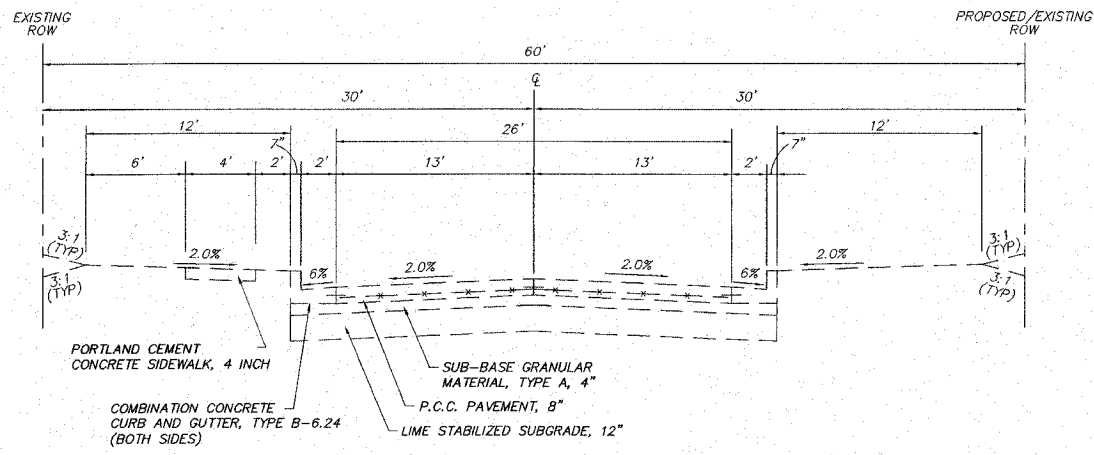 EXISTING
ROW
PROPOSED/EXISTING
ROW
60'
℄
30'
30'
12'
26'
12'
7"
7"
6'
4'
2'
2'
13'
13'
2'
3:1
(TYP)
3:1
(TYP)
2.0%
6%
2.0%
2.0%
6%
2.0%
3:1
(TYP)
3:1
(TYP)
PORTLAND CEMENT
CONCRETE SIDEWALK, 4 INCH
SUB-BASE GRANULAR
MATERIAL, TYPE A, 4"
COMBINATION CONCRETE
CURB AND GUTTER, TYPE B-6.24
(BOTH SIDES)
P.C.C. PAVEMENT, 8"
LIME STABILIZED SUBGRADE, 12"